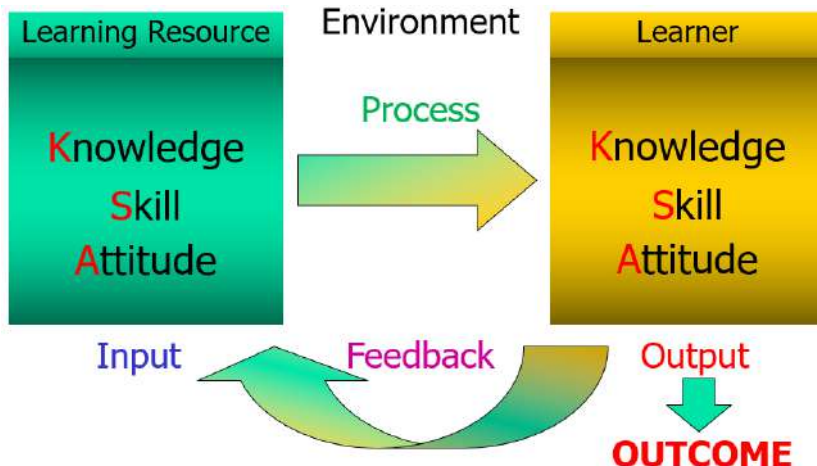 Learning Resource
Environment
Learner
Process
Knowledge
Skill
Attitude
Knowledge
Skill
Attitude
Input
Feedback
Output
OUTCOME